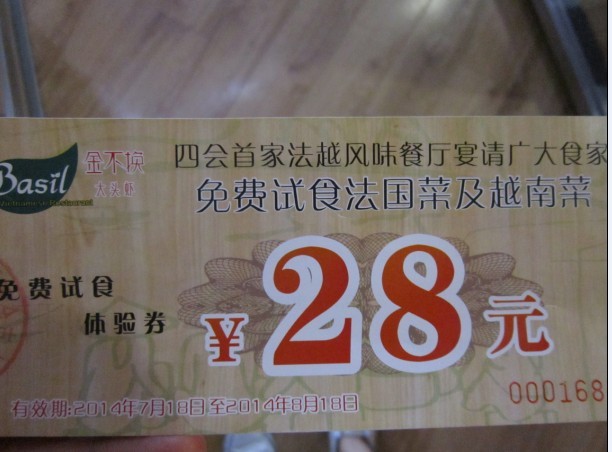 Basil
金不换
大头虾
四会首家法越风味餐厅宴请广大食家
免费试食法国菜及越南菜
免费试食
体验券
¥28元
有效期:2014年7月18日至2014年8月18日
000168